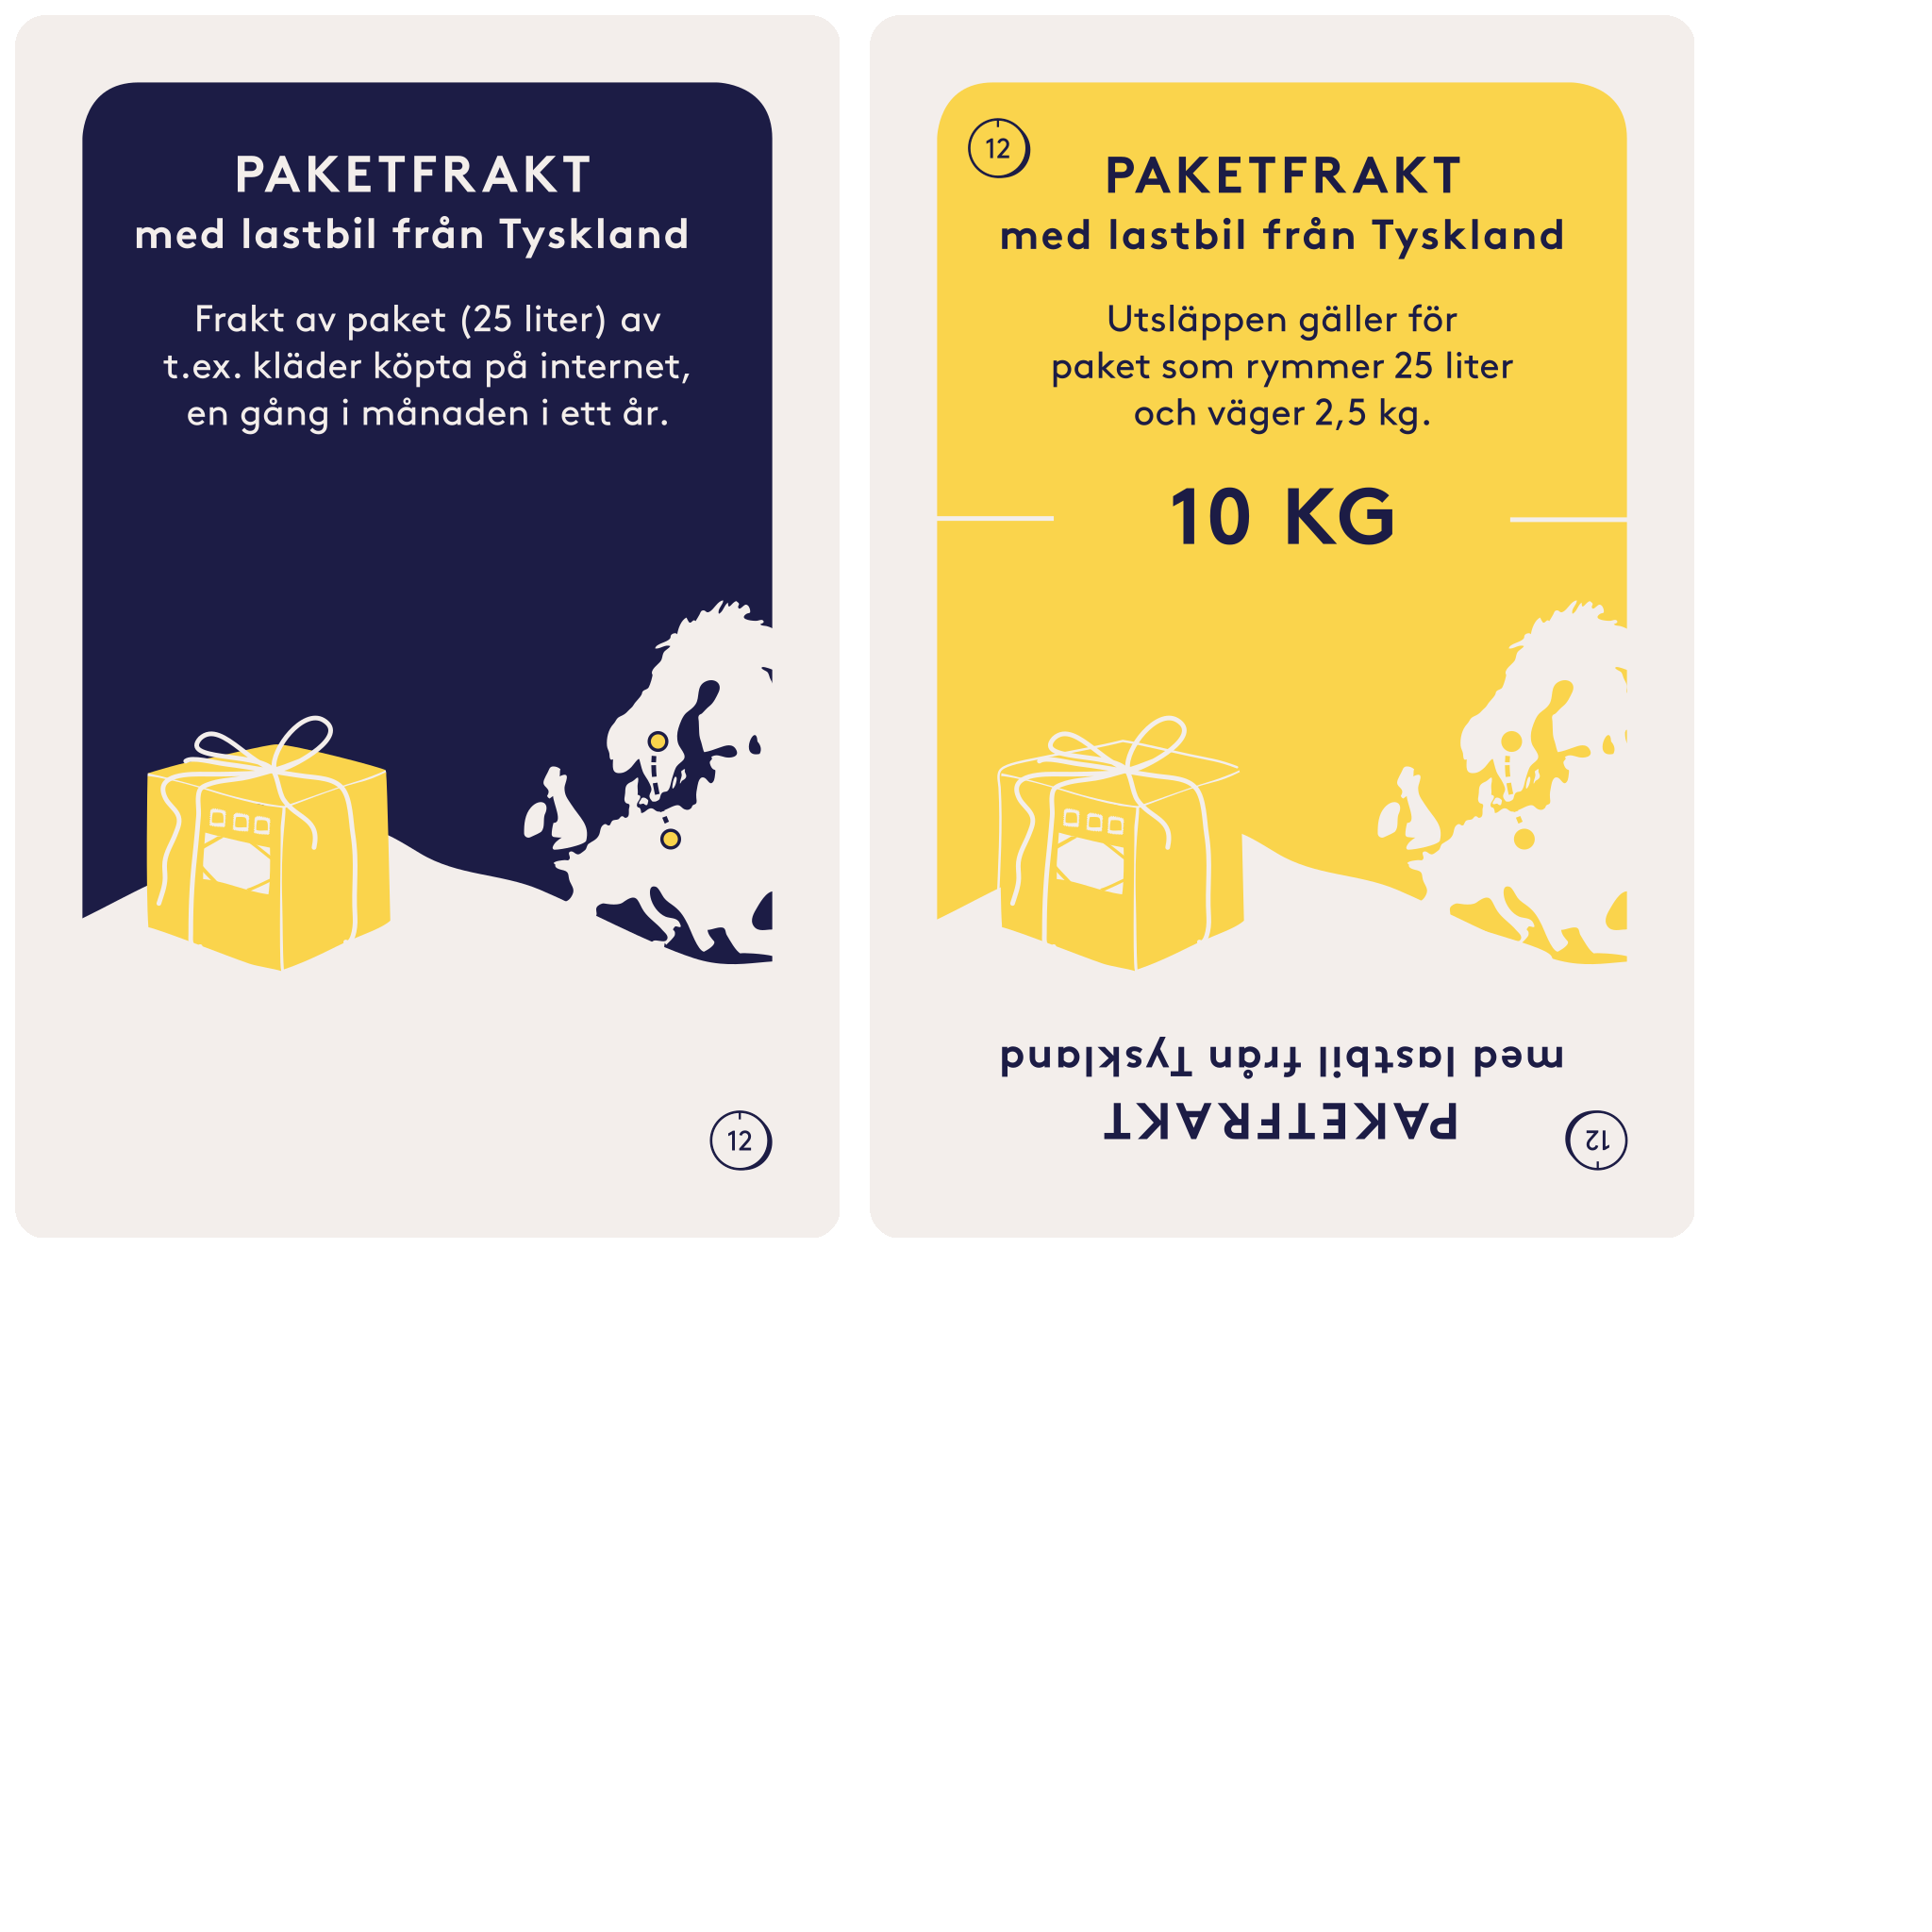 PAKETFRAKT
med lastbil från Tyskland
Frakt av paket (25 liter) av
t.ex. kläder köpta på internet,
en gång i månaden i ett år.
12
12
PAKETFRAKT
med lastbil från Tyskland
Utsläppen gäller för
paket som rymmer 25 liter
och väger 2,5 kg.
10 KG
med lastbil från Tyskland
PAKETFRAKT
12